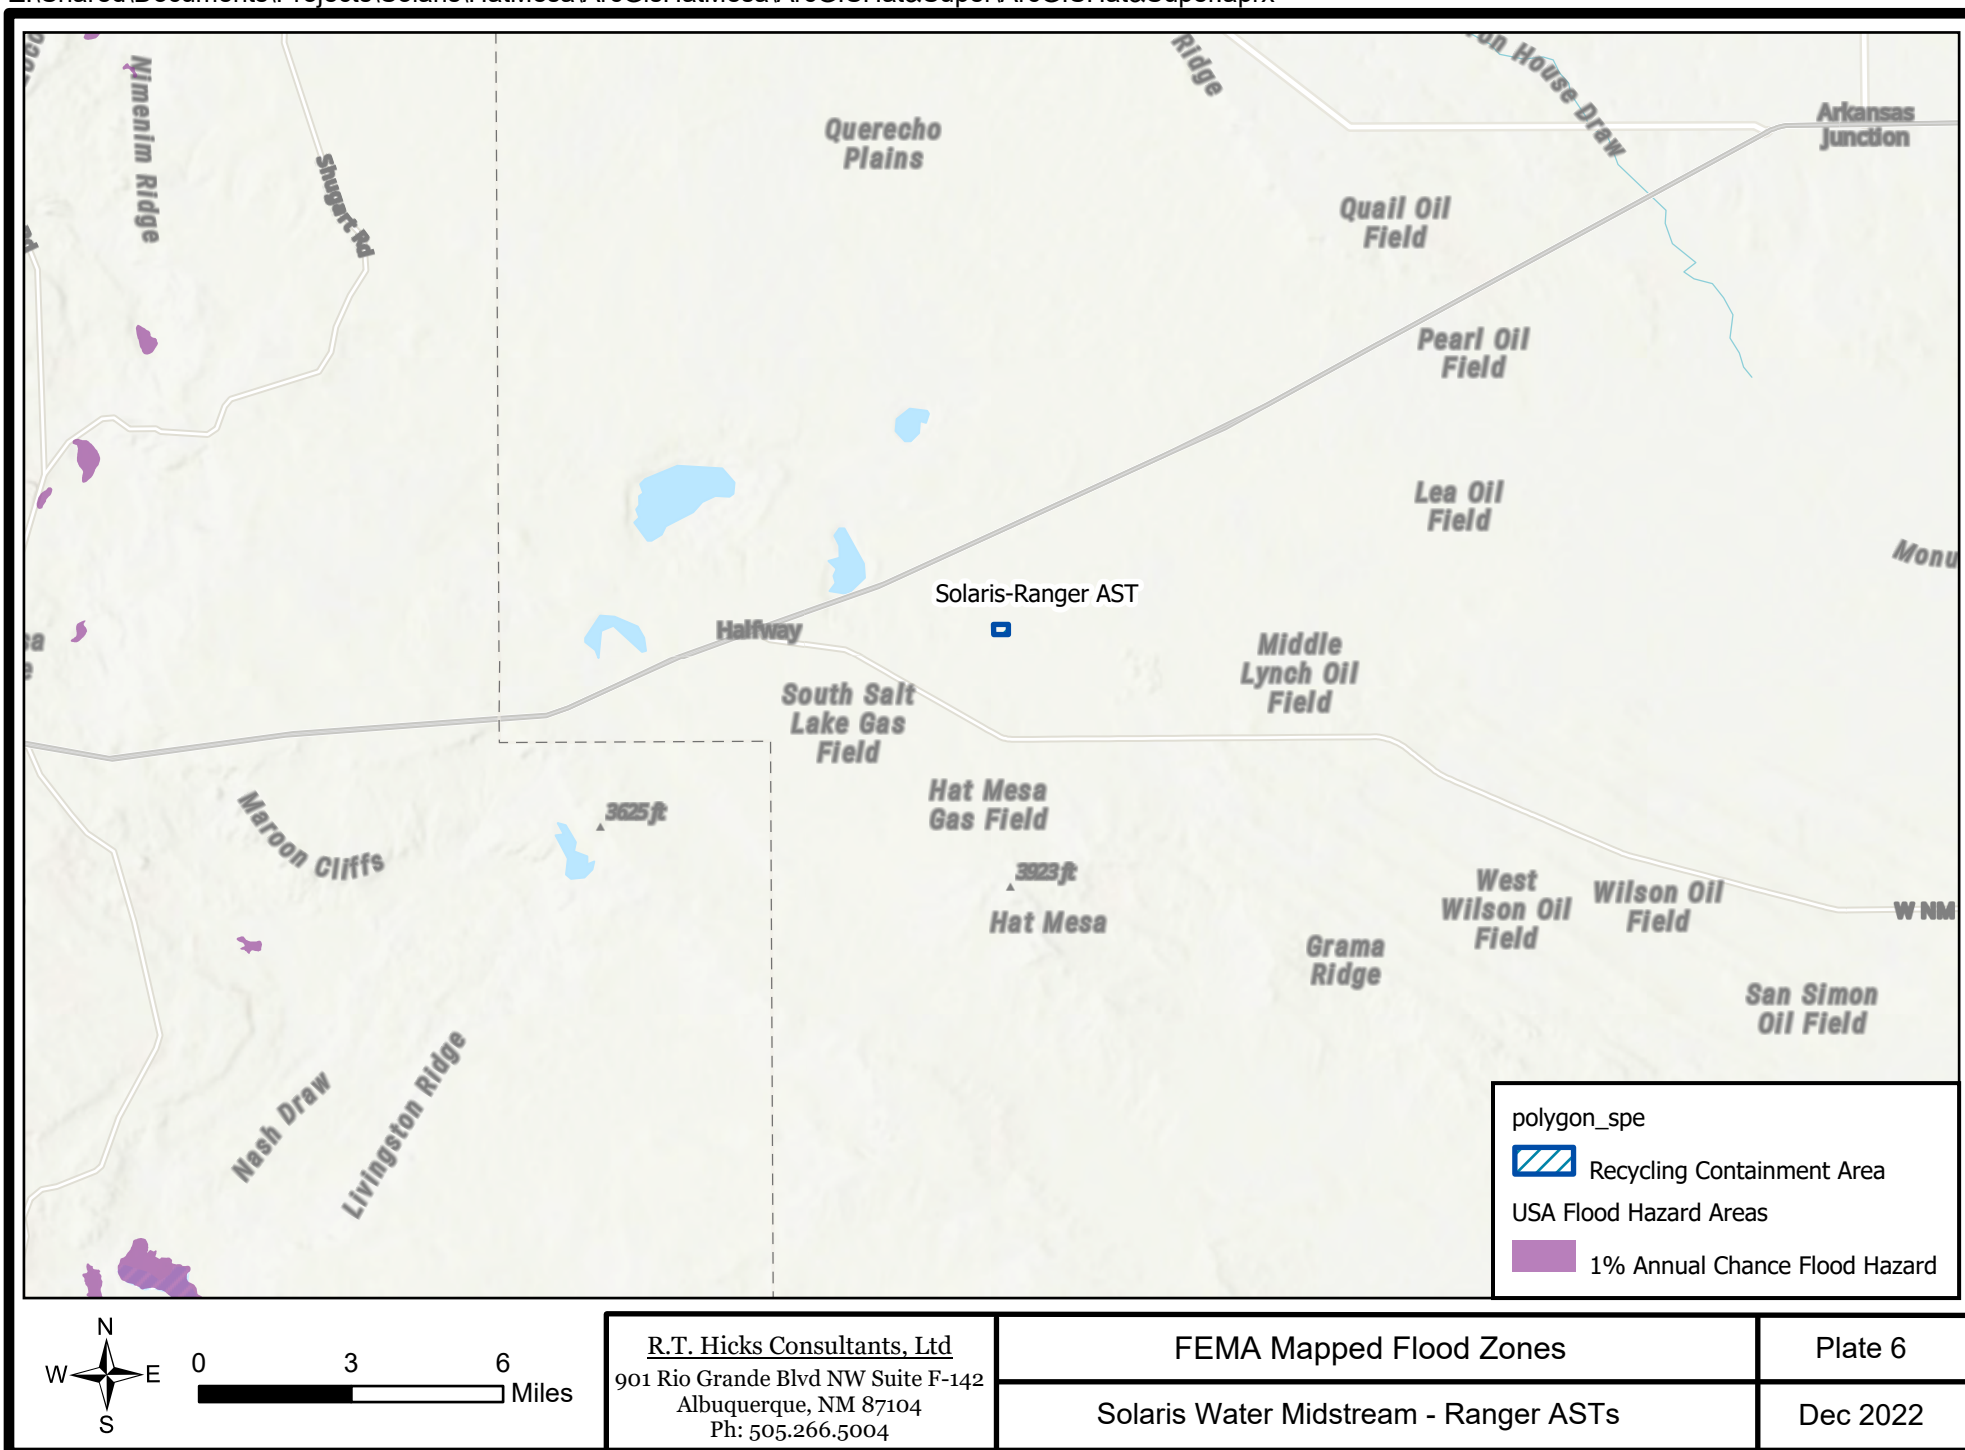 Nimenim Ridge
Shugart Rd
Querecho
Plains
Ridge
House Draw
Arkansas
Junction
Quail Oil
Field
Pearl Oil
Field
Lea Oil
Field
Monu
Solaris-Ranger AST
Halfway
Middle
Lynch Oil
Field
South Salt
Lake Gas
Field
Hat Mesa
Gas Field
3625 ft
Maroon Cliffs
3923 ft
Hat Mesa
West
Wilson Oil
Field
Wilson Oil
Field
W NM
Grama
Ridge
San Simon
Oil Field
Nash Draw
Livingston Ridge
polygon_spe
Recycling Containment Area
USA Flood Hazard Areas
1% Annual Chance Flood Hazard
N
W E
S
0 3 6
Miles
R.T. Hicks Consultants, Ltd
901 Rio Grande Blvd NW Suite F-142
Albuquerque, NM 87104
Ph: 505.266.5004
FEMA Mapped Flood Zones
Solaris Water Midstream - Ranger ASTs
Plate 6
Dec 2022